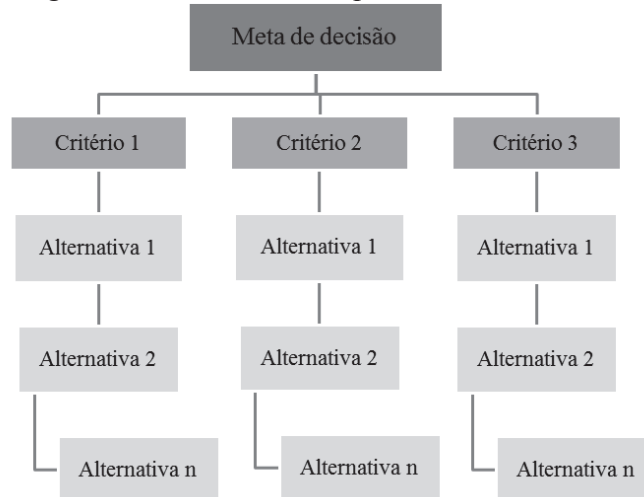 Meta de decisão
Critério 1
Critério 2
Critério 3
Alternativa 1
Alternativa 1
Alternativa 1
Alternativa 2
Alternativa 2
Alternativa 2
Alternativa n
Alternativa n
Alternativa n